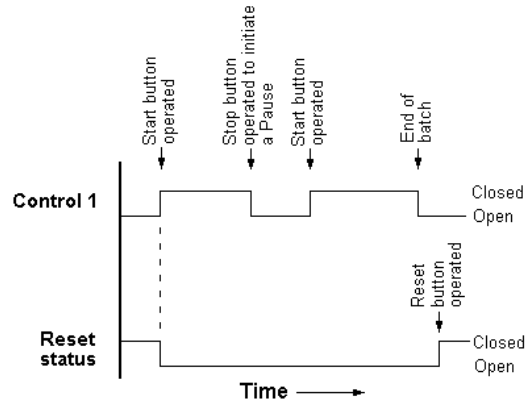 Start button
operated
Stop button
operated to initiate
a Pause
Start button
operated
End of
batch
Control 1
Closed
Open
Reset
button
operated
Reset
status
Closed
Open
Time